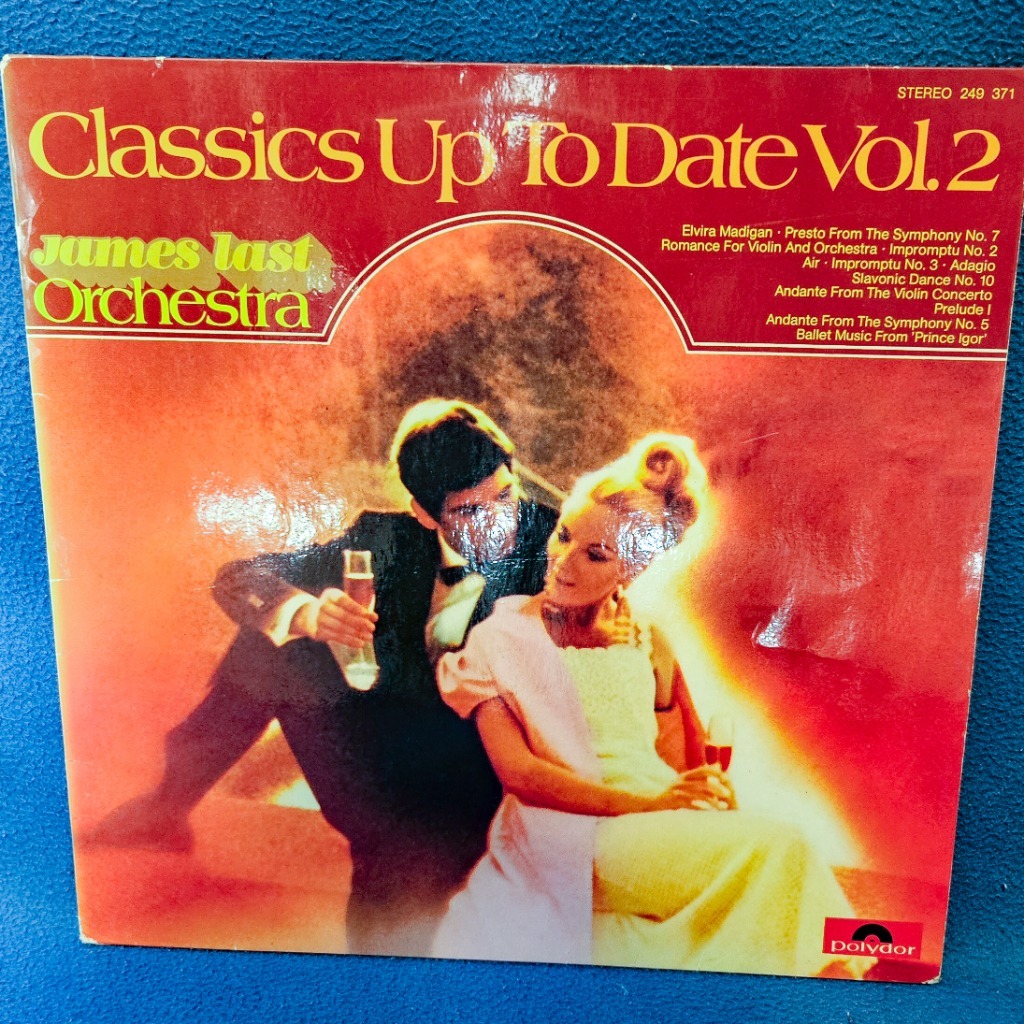 STEREO 249 371
Classics Up To Date Vol. 2
james last
Orchestra
Elvira Madigan · Presto From The Symphony No. 7
Romance For Violin And Orchestra · Impromptu No. 2
Air · Impromptu No. 3 · Adagio
Slavonic Dance No. 10
Andante From The Violin Concerto
Prelude I
Andante From The Symphony No. 5
Ballet Music From 'Prince Igor'
polydor